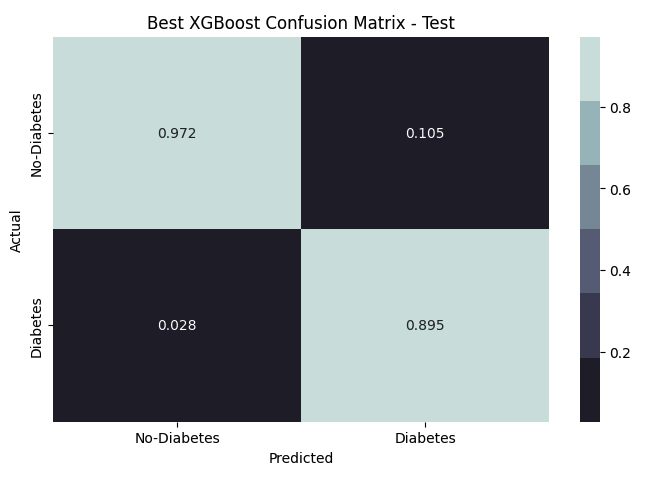 Best XGBoost Confusion Matrix - Test
Actual
No-Diabetes
0.972
0.105
Diabetes
0.028
0.895
No-Diabetes
Diabetes
Predicted
0.8
0.6
0.4
0.2